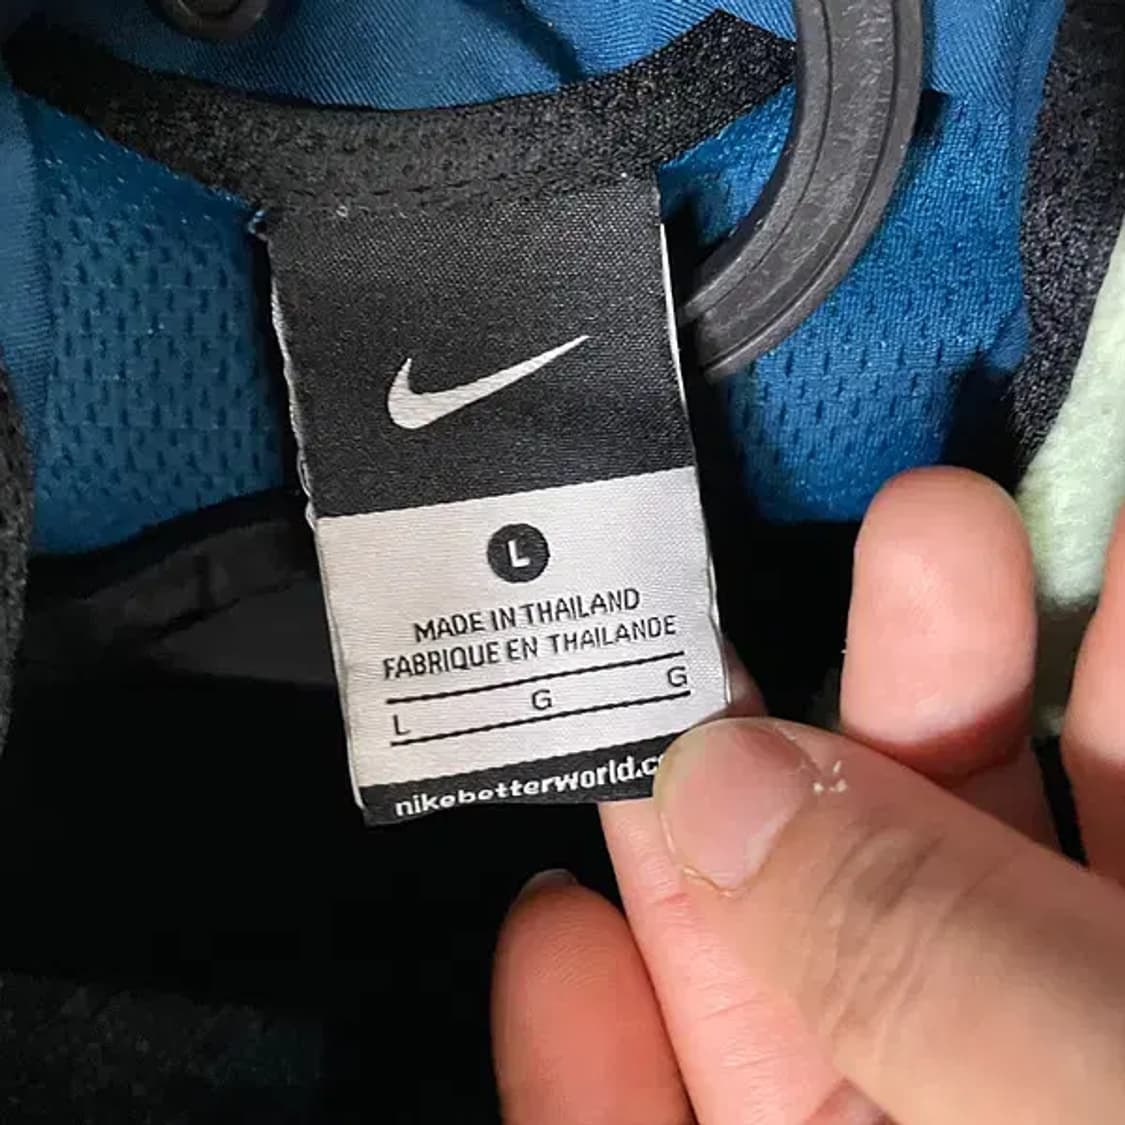 L
MADE IN THAILAND
FABRIQUE EN THAILANDE
L G G
nikebetterworld.c